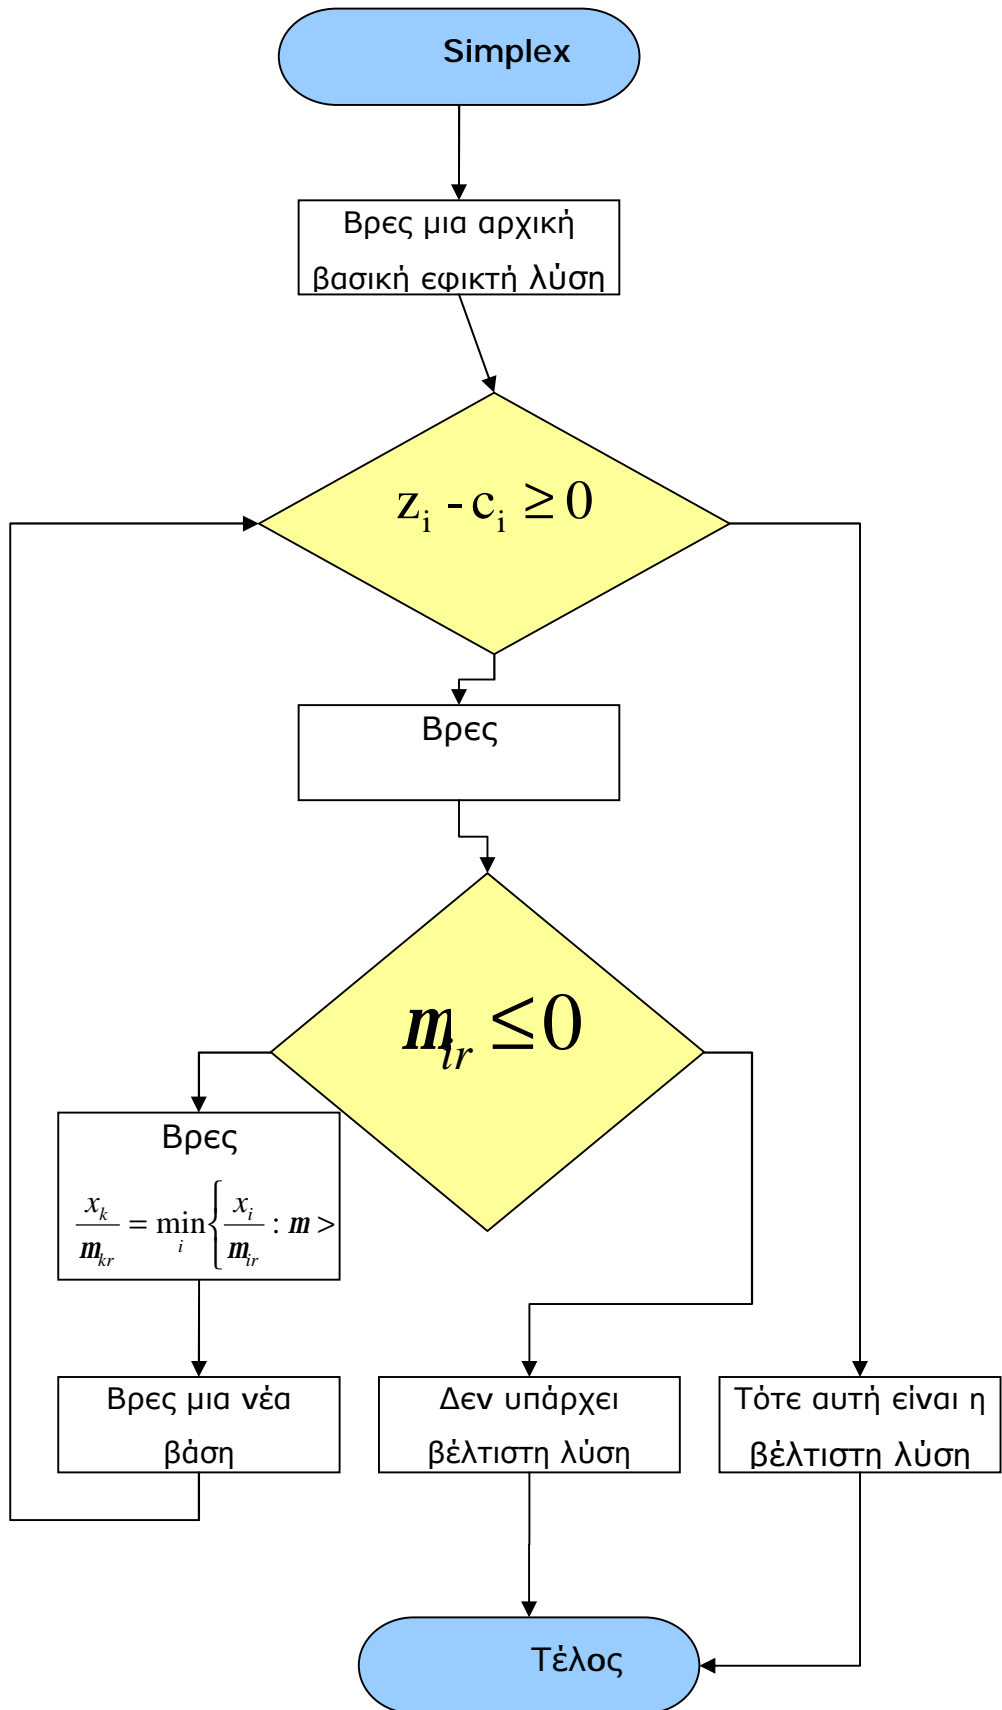 Simplex
Βρες μια αρχική
βασική εφικτή λύση
z_i - c_i ≥ 0
Βρες
m_ir ≤ 0
Βρες
x_k / m_kr = min_i { x_i / m_ir : m >
Βρες μια νέα
βάση
Δεν υπάρχει
βέλτιστη λύση
Τότε αυτή είναι η
βέλτιστη λύση
Τέλος